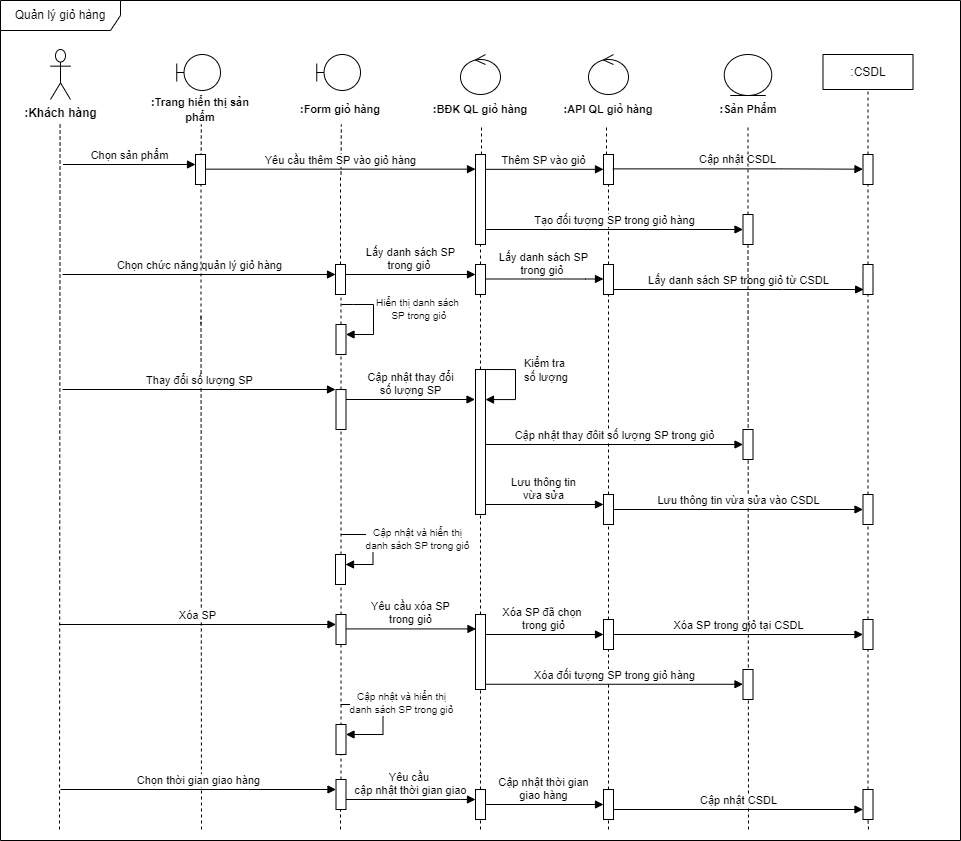 Quản lý giỏ hàng
:Khách hàng
:Trang hiển thị sản
phẩm
:Form giỏ hàng
:BĐK QL giỏ hàng
:API QL giỏ hàng
:Sản Phẩm
:CSDL
Chọn sản phẩm
Yêu cầu thêm SP vào giỏ hàng
Thêm SP vào giỏ
Cập nhật CSDL
Tạo đối tượng SP trong giỏ hàng
Chọn chức năng quản lý giỏ hàng
Lấy danh sách SP
trong giỏ
Lấy danh sách SP
trong giỏ
Lấy danh sách SP trong giỏ từ CSDL
Hiển thị danh sách
SP trong giỏ
Thay đổi số lượng SP
Cập nhật thay đổi
số lượng SP
Kiểm tra
số lượng
Cập nhật thay đôit số lượng SP trong giỏ
Lưu thông tin
vừa sửa
Lưu thông tin vừa sửa vào CSDL
Cập nhật và hiển thị
danh sách SP trong giỏ
Xóa SP
Yêu cầu xóa SP
trong giỏ
Xóa SP đã chọn
trong giỏ
Xóa SP trong giỏ tại CSDL
Xóa đối tượng SP trong giỏ hàng
Cập nhật và hiển thị
danh sách SP trong giỏ
Chọn thời gian giao hàng
Yêu cầu
cập nhật thời gian giao
Cập nhật thời gian
giao hàng
Cập nhật CSDL